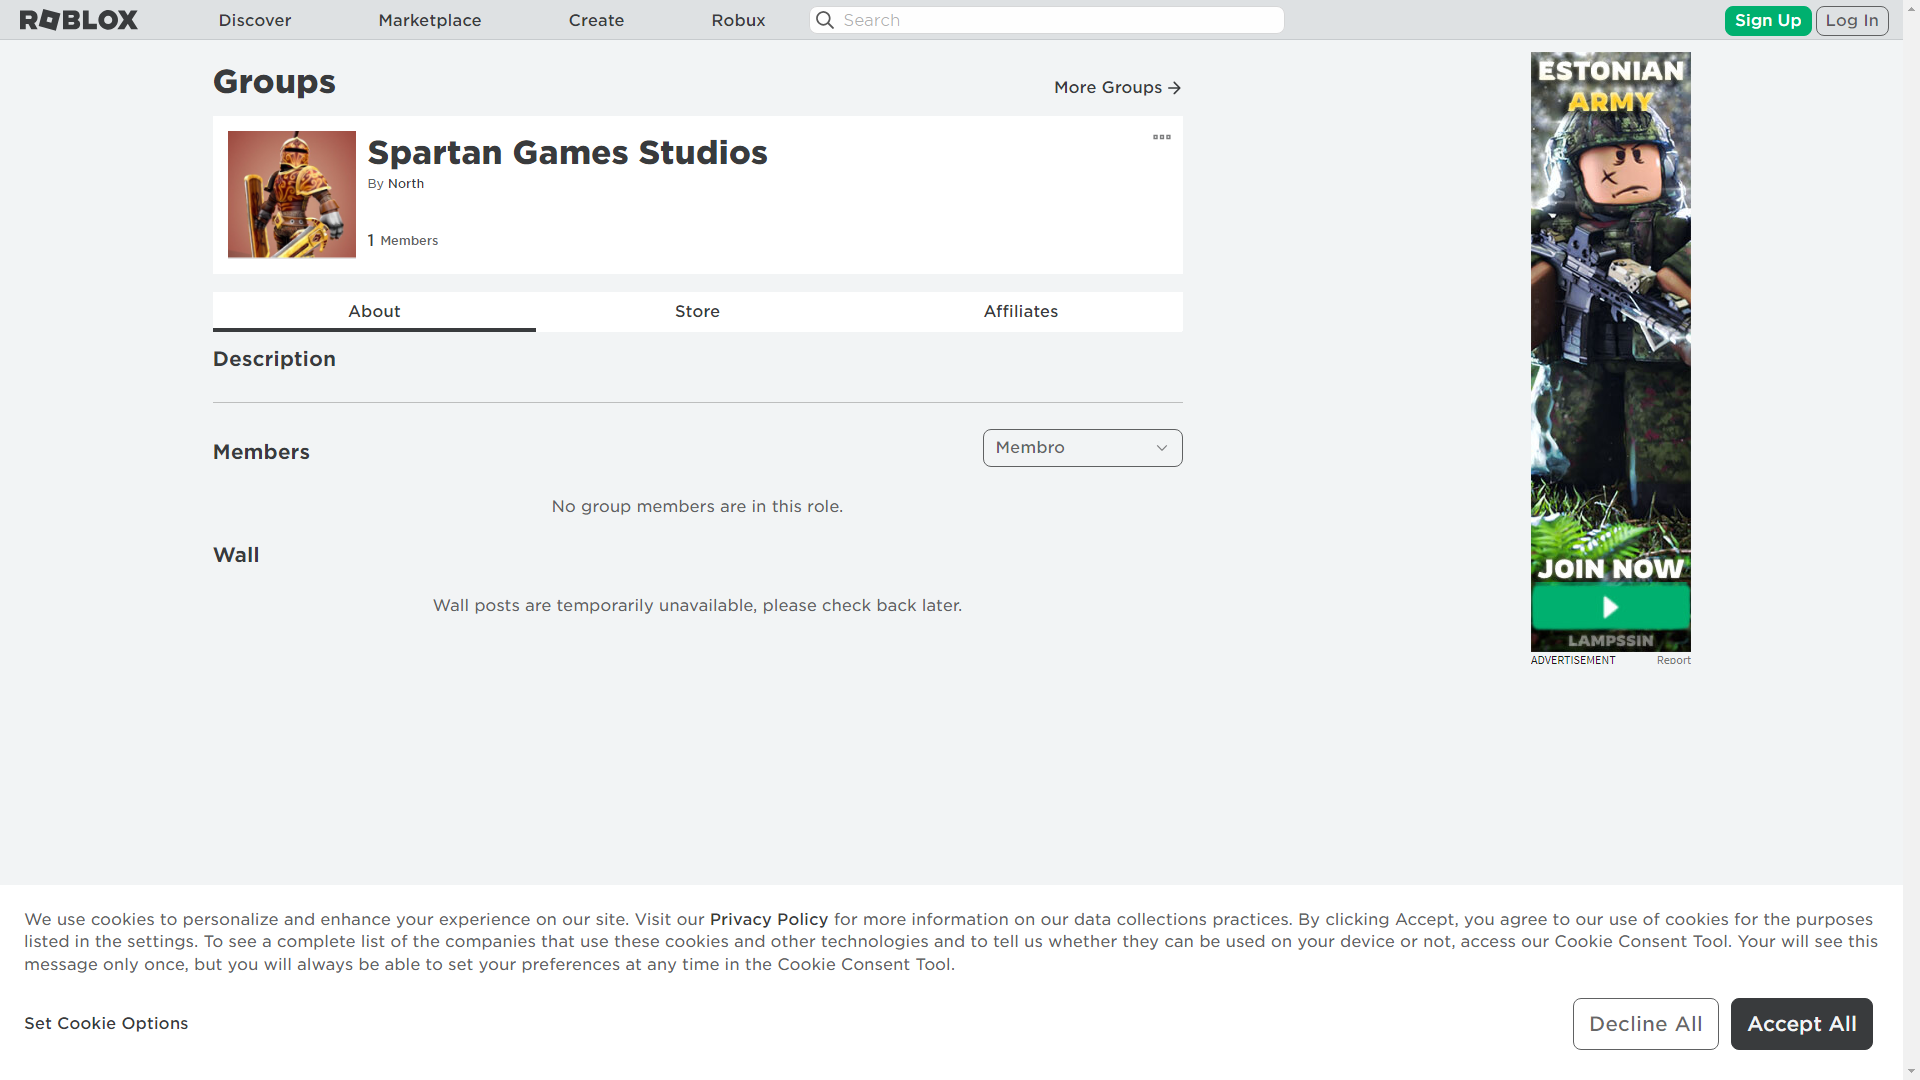 ROBLOX
Discover
Marketplace
Create
Robux
Search
Sign Up
Log In
Groups
More Groups
Spartan Games Studios
By North
1 Members
About
Store
Affiliates
Description
Members
Membro
No group members are in this role.
Wall
Wall posts are temporarily unavailable, please check back later.
ESTONIAN
ARMY
JOIN NOW
LAMPSSIN
ADVERTISEMENT
Report
We use cookies to personalize and enhance your experience on our site. Visit our Privacy Policy for more information on our data collections practices. By clicking Accept, you agree to our use of cookies for the purposes
listed in the settings. To see a complete list of the companies that use these cookies and other technologies and to tell us whether they can be used on your device or not, access our Cookie Consent Tool. Your will see this
message only once, but you will always be able to set your preferences at any time in the Cookie Consent Tool.
Set Cookie Options
Decline All
Accept All